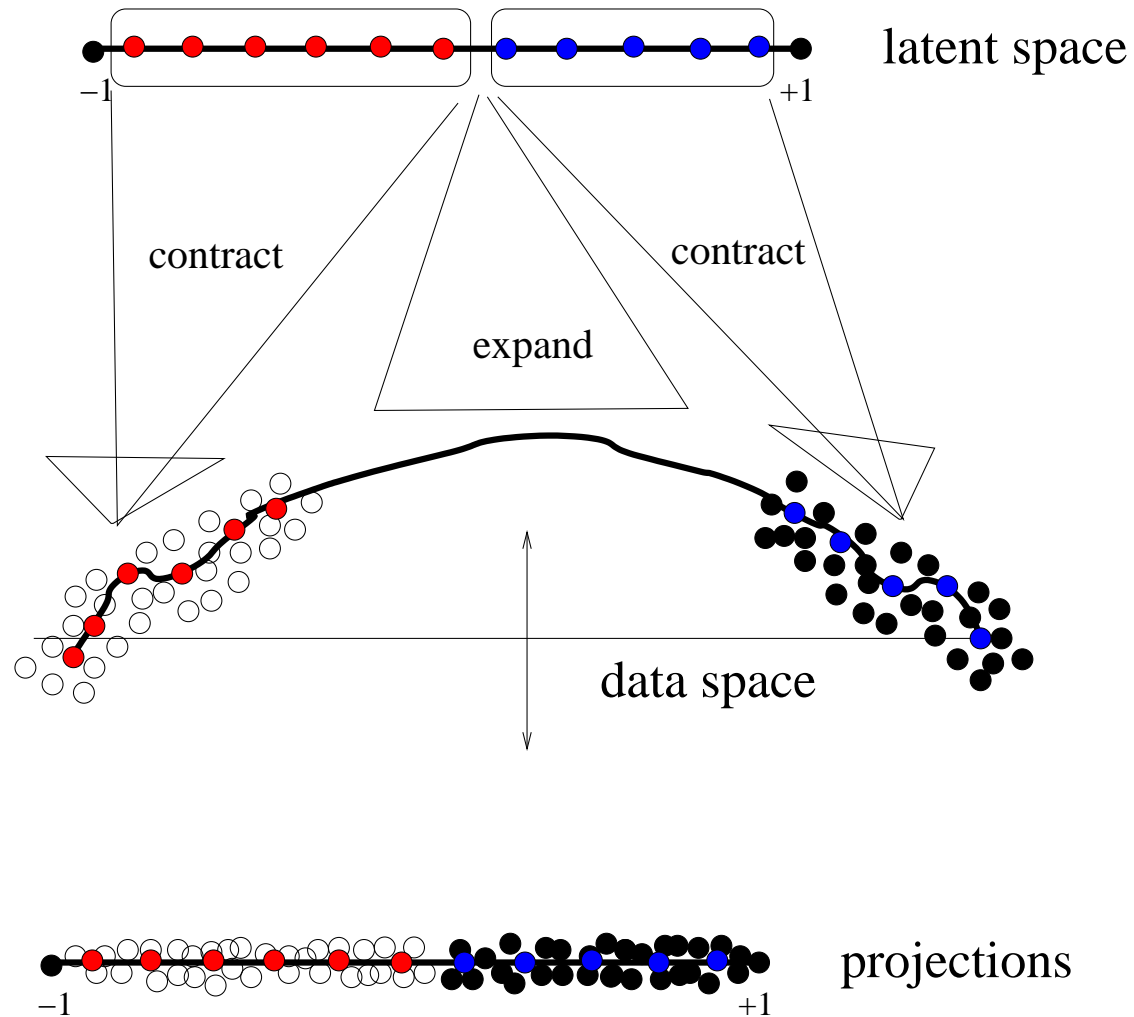 latent space
−1
+1
contract
contract
expand
data space
projections
−1
+1